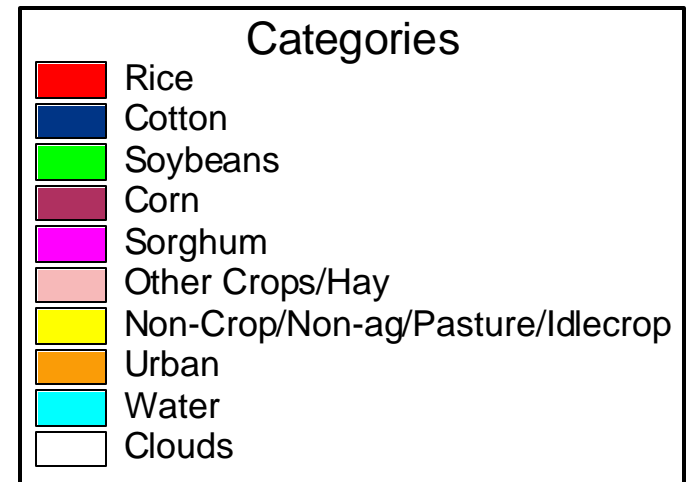 Categories
Rice
Cotton
Soybeans
Corn
Sorghum
Other Crops/Hay
Non-Crop/Non-ag/Pasture/Idlecrop
Urban
Water
Clouds